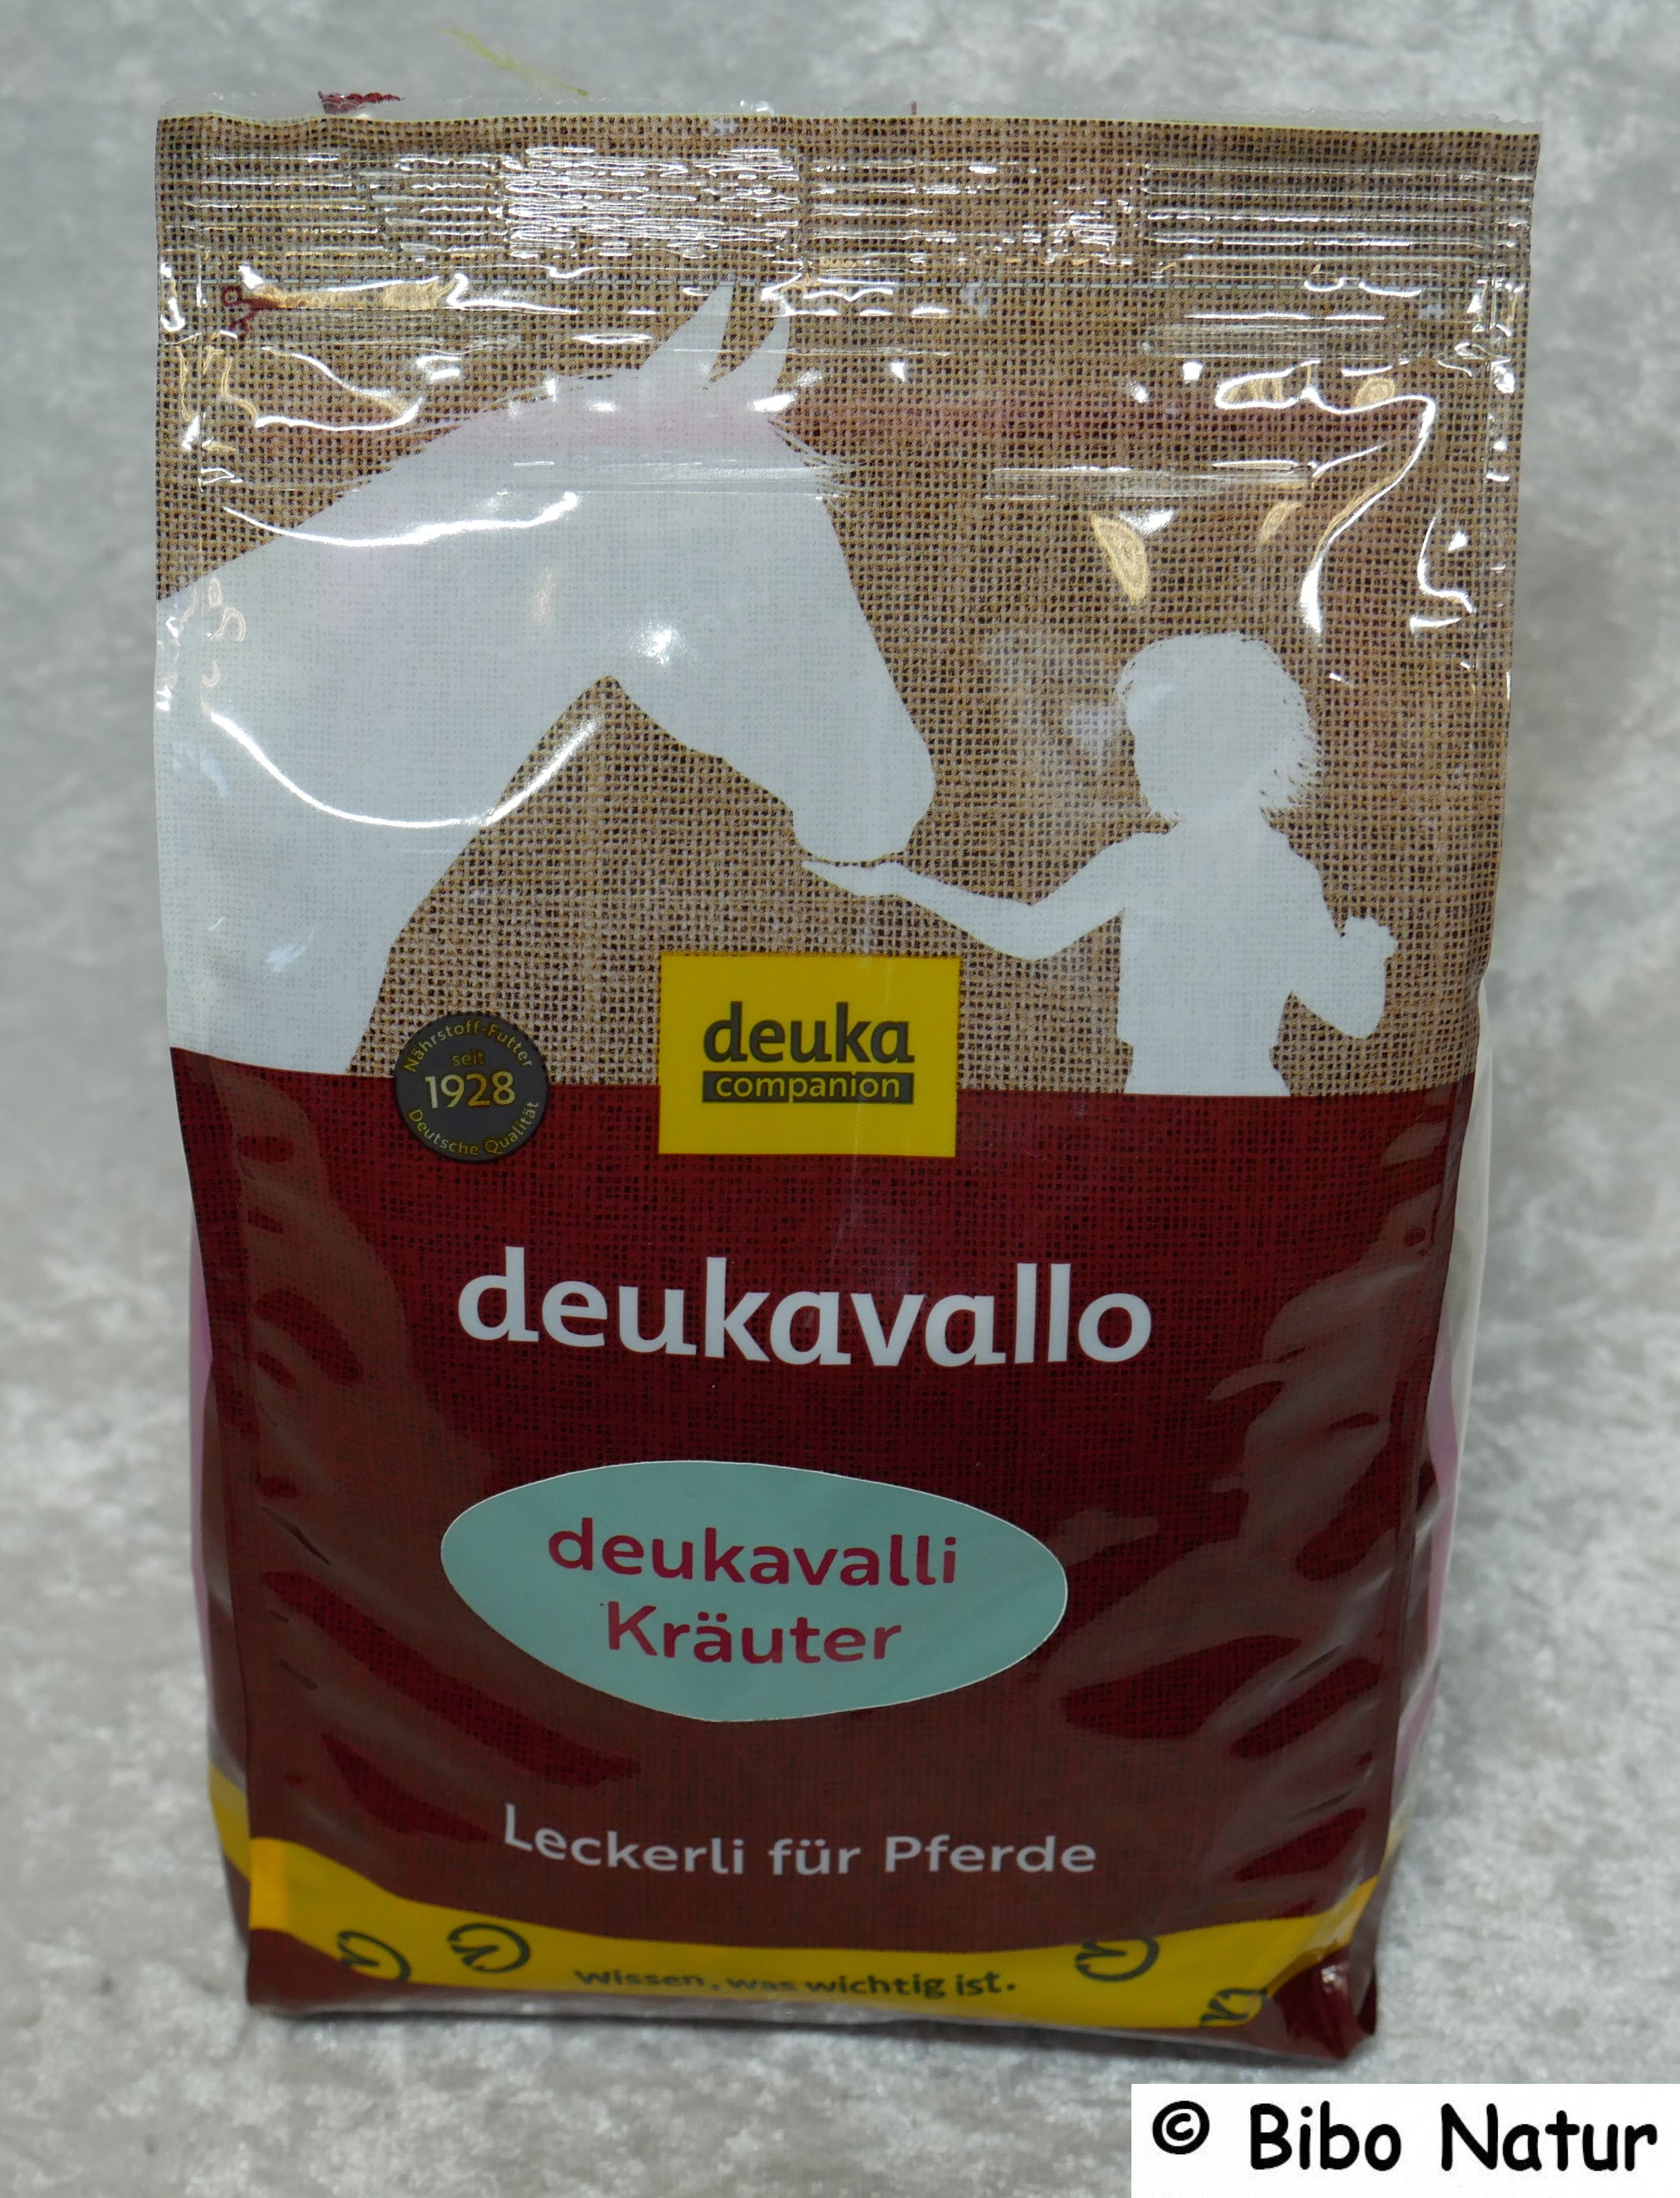 Nährstoff-Futter
seit
1928
Deutsche Qualität
deuka
companion
deukavallo
deukavalli
Kräuter
Leckerli für Pferde
Wissen, was wichtig ist.
© Bibo Natur